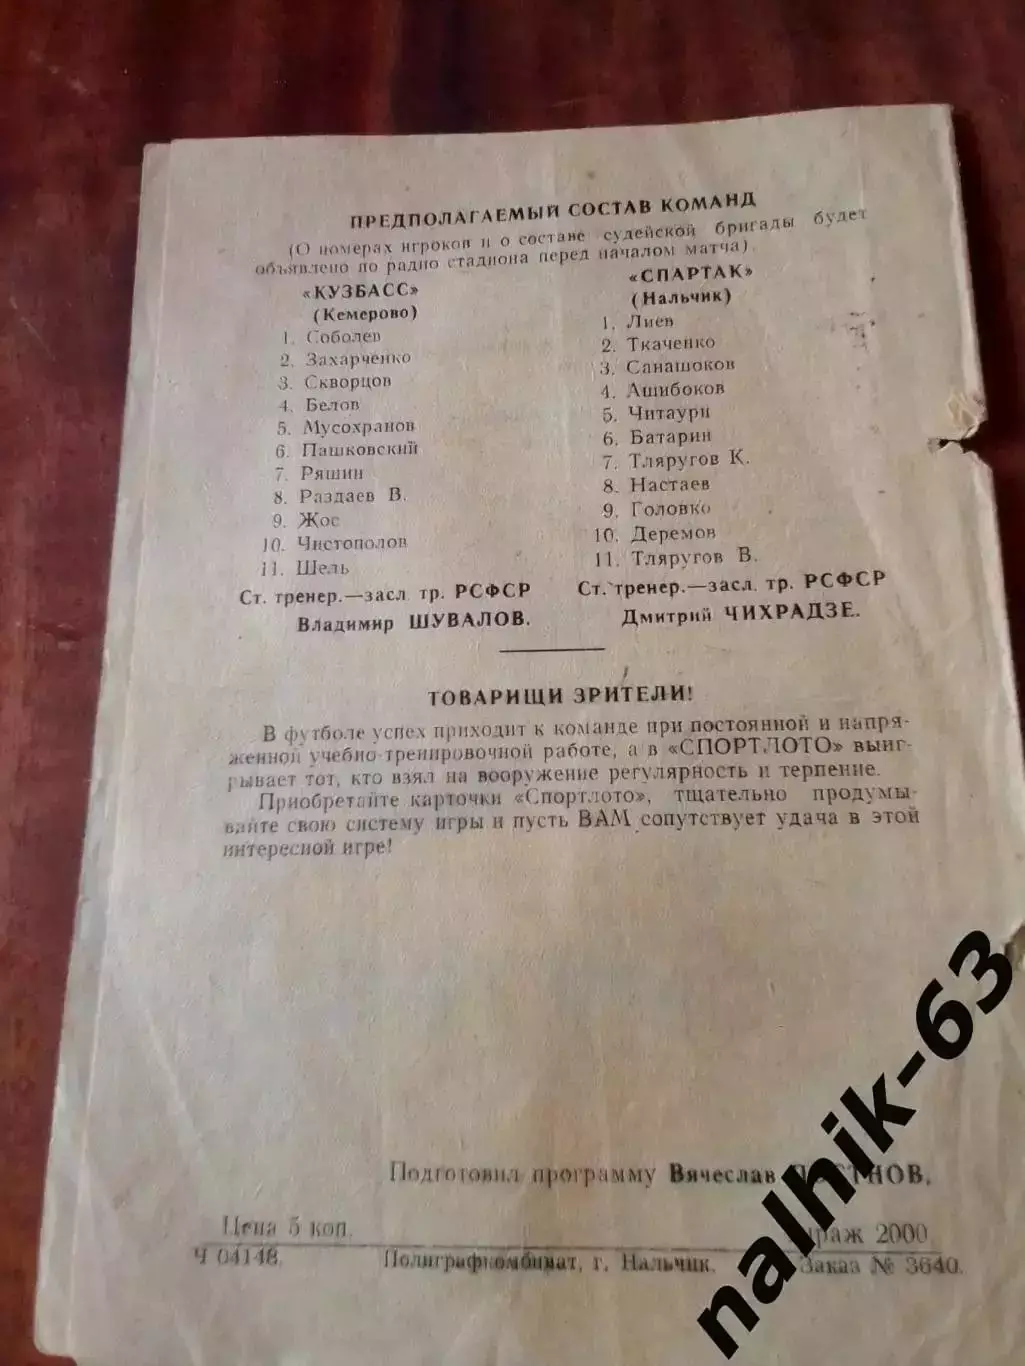 ПРЕДПОЛАГАЕМЫЙ СОСТАВ КОМАНД
(О номерах игроков и о составе судейской бригады будет
объявлено по радио стадиона перед началом матча).
«КУЗБАСС»
(Кемерово)
1. Соболев
2. Захарченко
3. Скворцов
4. Белов
5. Мусохранов
6. Пашковский
7. Ряшин
8. Раздаев В.
9. Жос
10. Чистополов
11. Шель
Ст. тренер.—засл. тр. РСФСР
Владимир ШУВАЛОВ.
«СПАРТАК»
(Нальчик)
1. Лиев
2. Ткаченко
3. Санашоков
4. Ашибоков
5. Читаури
6. Батарин
7. Тляругов К.
8. Настаев
9. Головко
10. Деремов
11. Тляругов В.
Ст. тренер.—засл. тр. РСФСР
Дмитрий ЧИХРАДЗЕ.
ТОВАРИЩИ ЗРИТЕЛИ!
В футболе успех приходит к команде при постоянной и напря-
женной учебно-тренировочной работе, а в «СПОРТЛОТО» выиг-
рывает тот, кто взял на вооружение регулярность и терпение.
Приобретайте карточки «Спортлото», тщательно продумы-
вайте свою систему игры и пусть ВАМ сопутствует удача в этой
интересной игре!
Подготовил программу Вячеслав
Цена 5 коп. 2000
Ч 04148. Полиграфкомбинат, г. Нальчик. Заказ № 3640.
nalhik-63